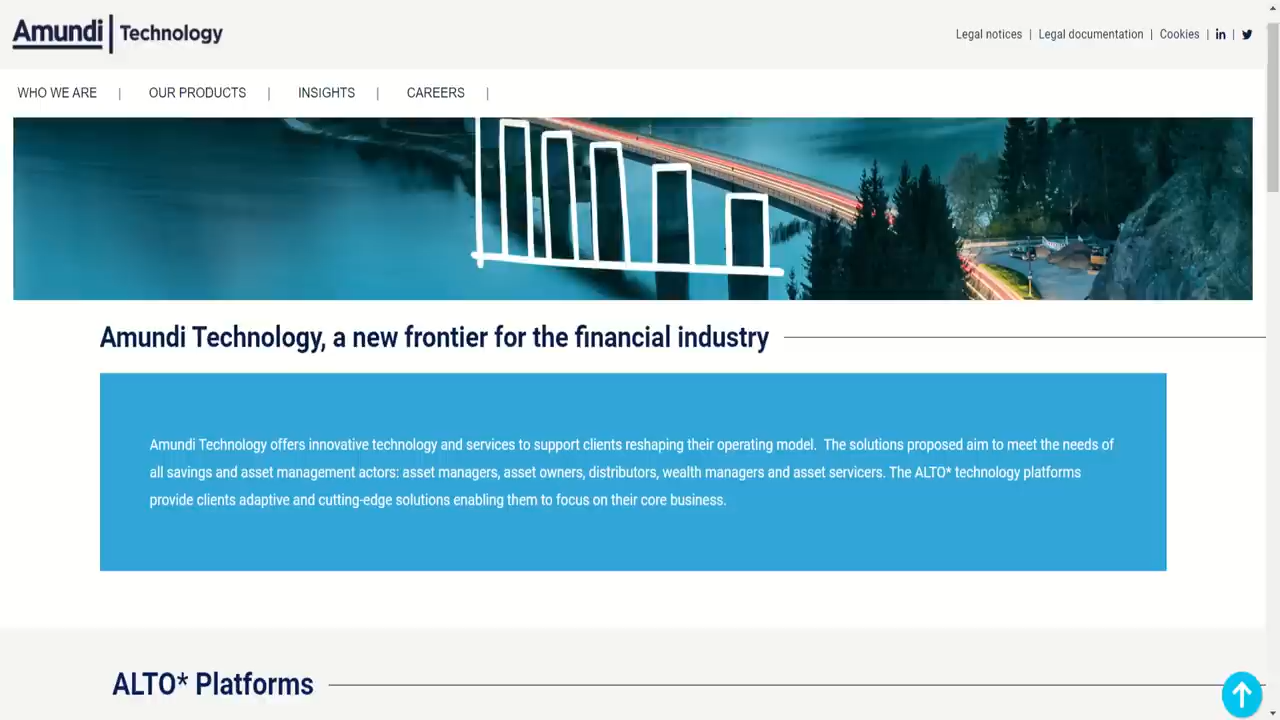 Amundi Technology
Legal notices | Legal documentation | Cookies | in |
WHO WE ARE | OUR PRODUCTS | INSIGHTS | CAREERS |
Amundi Technology, a new frontier for the financial industry
Amundi Technology offers innovative technology and services to support clients reshaping their operating model. The solutions proposed aim to meet the needs of
all savings and asset management actors: asset managers, asset owners, distributors, wealth managers and asset servicers. The ALTO* technology platforms
provide clients adaptive and cutting-edge solutions enabling them to focus on their core business.
ALTO* Platforms